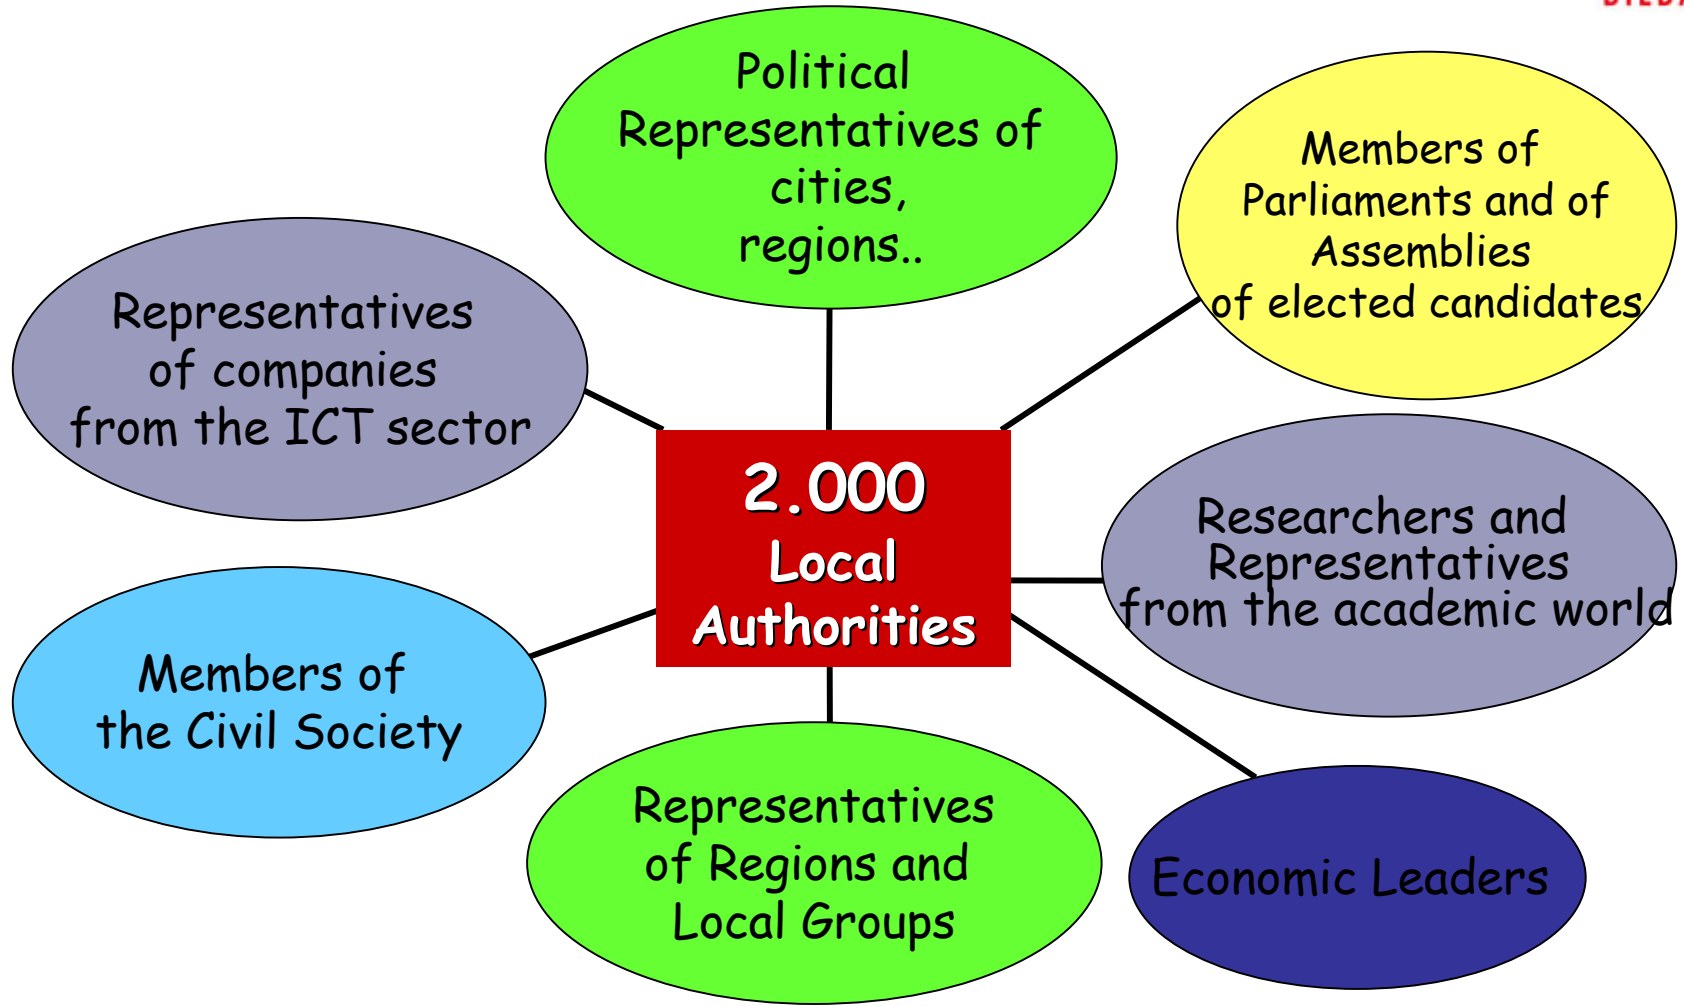 Political
Representatives of
cities,
regions..
Members of
Parliaments and of
Assemblies
of elected candidates
Representatives
of companies
from the ICT sector
2.000
Local
Authorities
Researchers and
Representatives
from the academic world
Members of
the Civil Society
Representatives
of Regions and
Local Groups
Economic Leaders